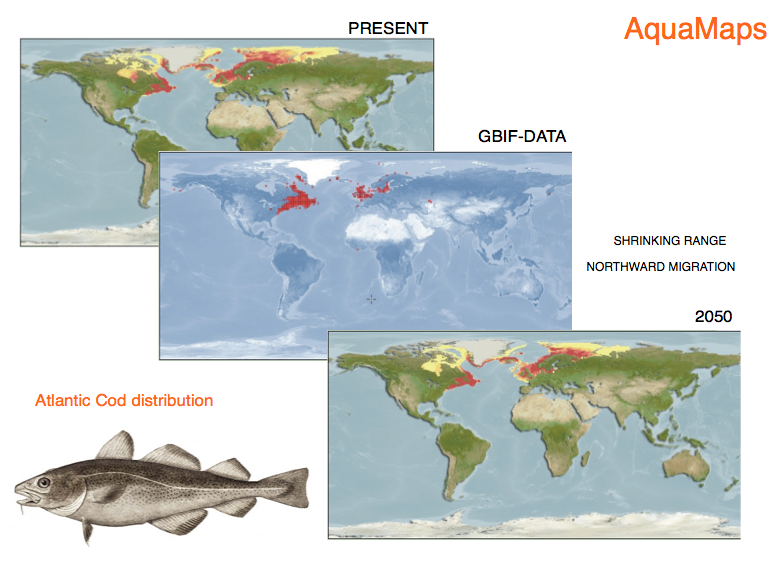 PRESENT
AquaMaps
GBIF-DATA
SHRINKING RANGE
NORTHWARD MIGRATION
2050
Atlantic Cod distribution